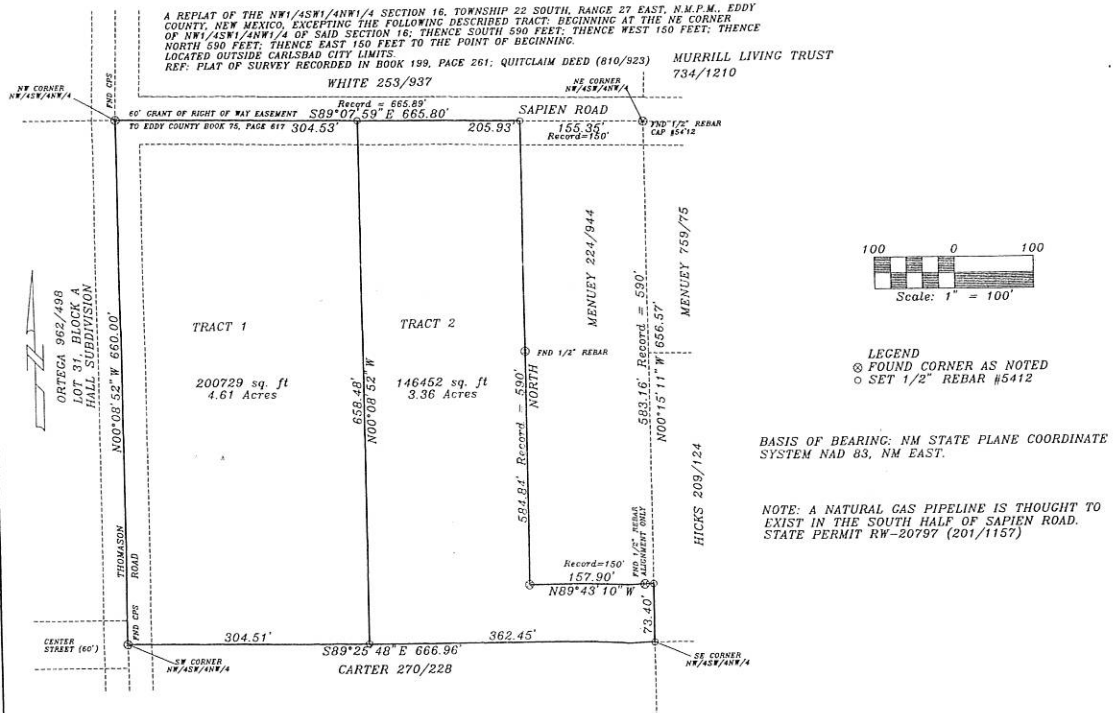 A REPLAT OF THE NW1/4SW1/4NW1/4 SECTION 16, TOWNSHIP 22 SOUTH, RANGE 27 EAST, N.M.P.M., EDDY
COUNTY, NEW MEXICO, EXCEPTING THE FOLLOWING DESCRIBED TRACT: BEGINNING AT THE NE CORNER
OF NW1/4SW1/4NW1/4 OF SAID SECTION 16; THENCE SOUTH 590 FEET; THENCE WEST 150 FEET; THENCE
NORTH 590 FEET; THENCE EAST 150 FEET TO THE POINT OF BEGINNING.
LOCATED OUTSIDE CARLSBAD CITY LIMITS.
REF: PLAT OF SURVEY RECORDED IN BOOK 199, PAGE 261; QUITCLAIM DEED (810/923)
MURRILL LIVING TRUST
734/1210
WHITE 253/937
NW CORNER
NW/4SW/4NW/4
FND CPS
NE CORNER
NW/4SW/4NW/4
Record = 665.89'
60' GRANT OF RIGHT OF WAY EASEMENT
S89°07'59"E 665.80'
SAPIEN ROAD
TO EDDY COUNTY BOOK 75, PAGE 617
304.53'
205.93'
155.35'
Record=150'
FND 1/2" REBAR
CAP #5412
ORTEGA 962/498
LOT 31, BLOCK A
HALL SUBDIVISION
N00°08'52"W 660.00'
TRACT 1
200729 sq. ft
4.61 Acres
658.48'
N00°08'52"W
TRACT 2
146452 sq. ft
3.36 Acres
FND 1/2" REBAR
584.84' Record = 590'
NORTH
MENUEY 224/944
583.16' Record = 590'
N00°15'11"W 656.57'
MENUEY 759/75
HICKS 209/124
100 0 100
Scale: 1" = 100'
LEGEND
⊗ FOUND CORNER AS NOTED
○ SET 1/2" REBAR #5412
BASIS OF BEARING: NM STATE PLANE COORDINATE
SYSTEM NAD 83, NM EAST.
NOTE: A NATURAL GAS PIPELINE IS THOUGHT TO
EXIST IN THE SOUTH HALF OF SAPIEN ROAD.
STATE PERMIT RW-20797 (201/1157)
THOMASON
ROAD
Record=150'
157.90'
N89°43'10"W
FND 1/2" REBAR
ALIGNMENT ONLY
73.40'
CENTER
STREET (60')
FND CPS
304.51'
S89°25'48"E 666.96'
362.45'
SW CORNER
NW/4SW/4NW/4
CARTER 270/228
SE CORNER
NW/4SW/4NW/4